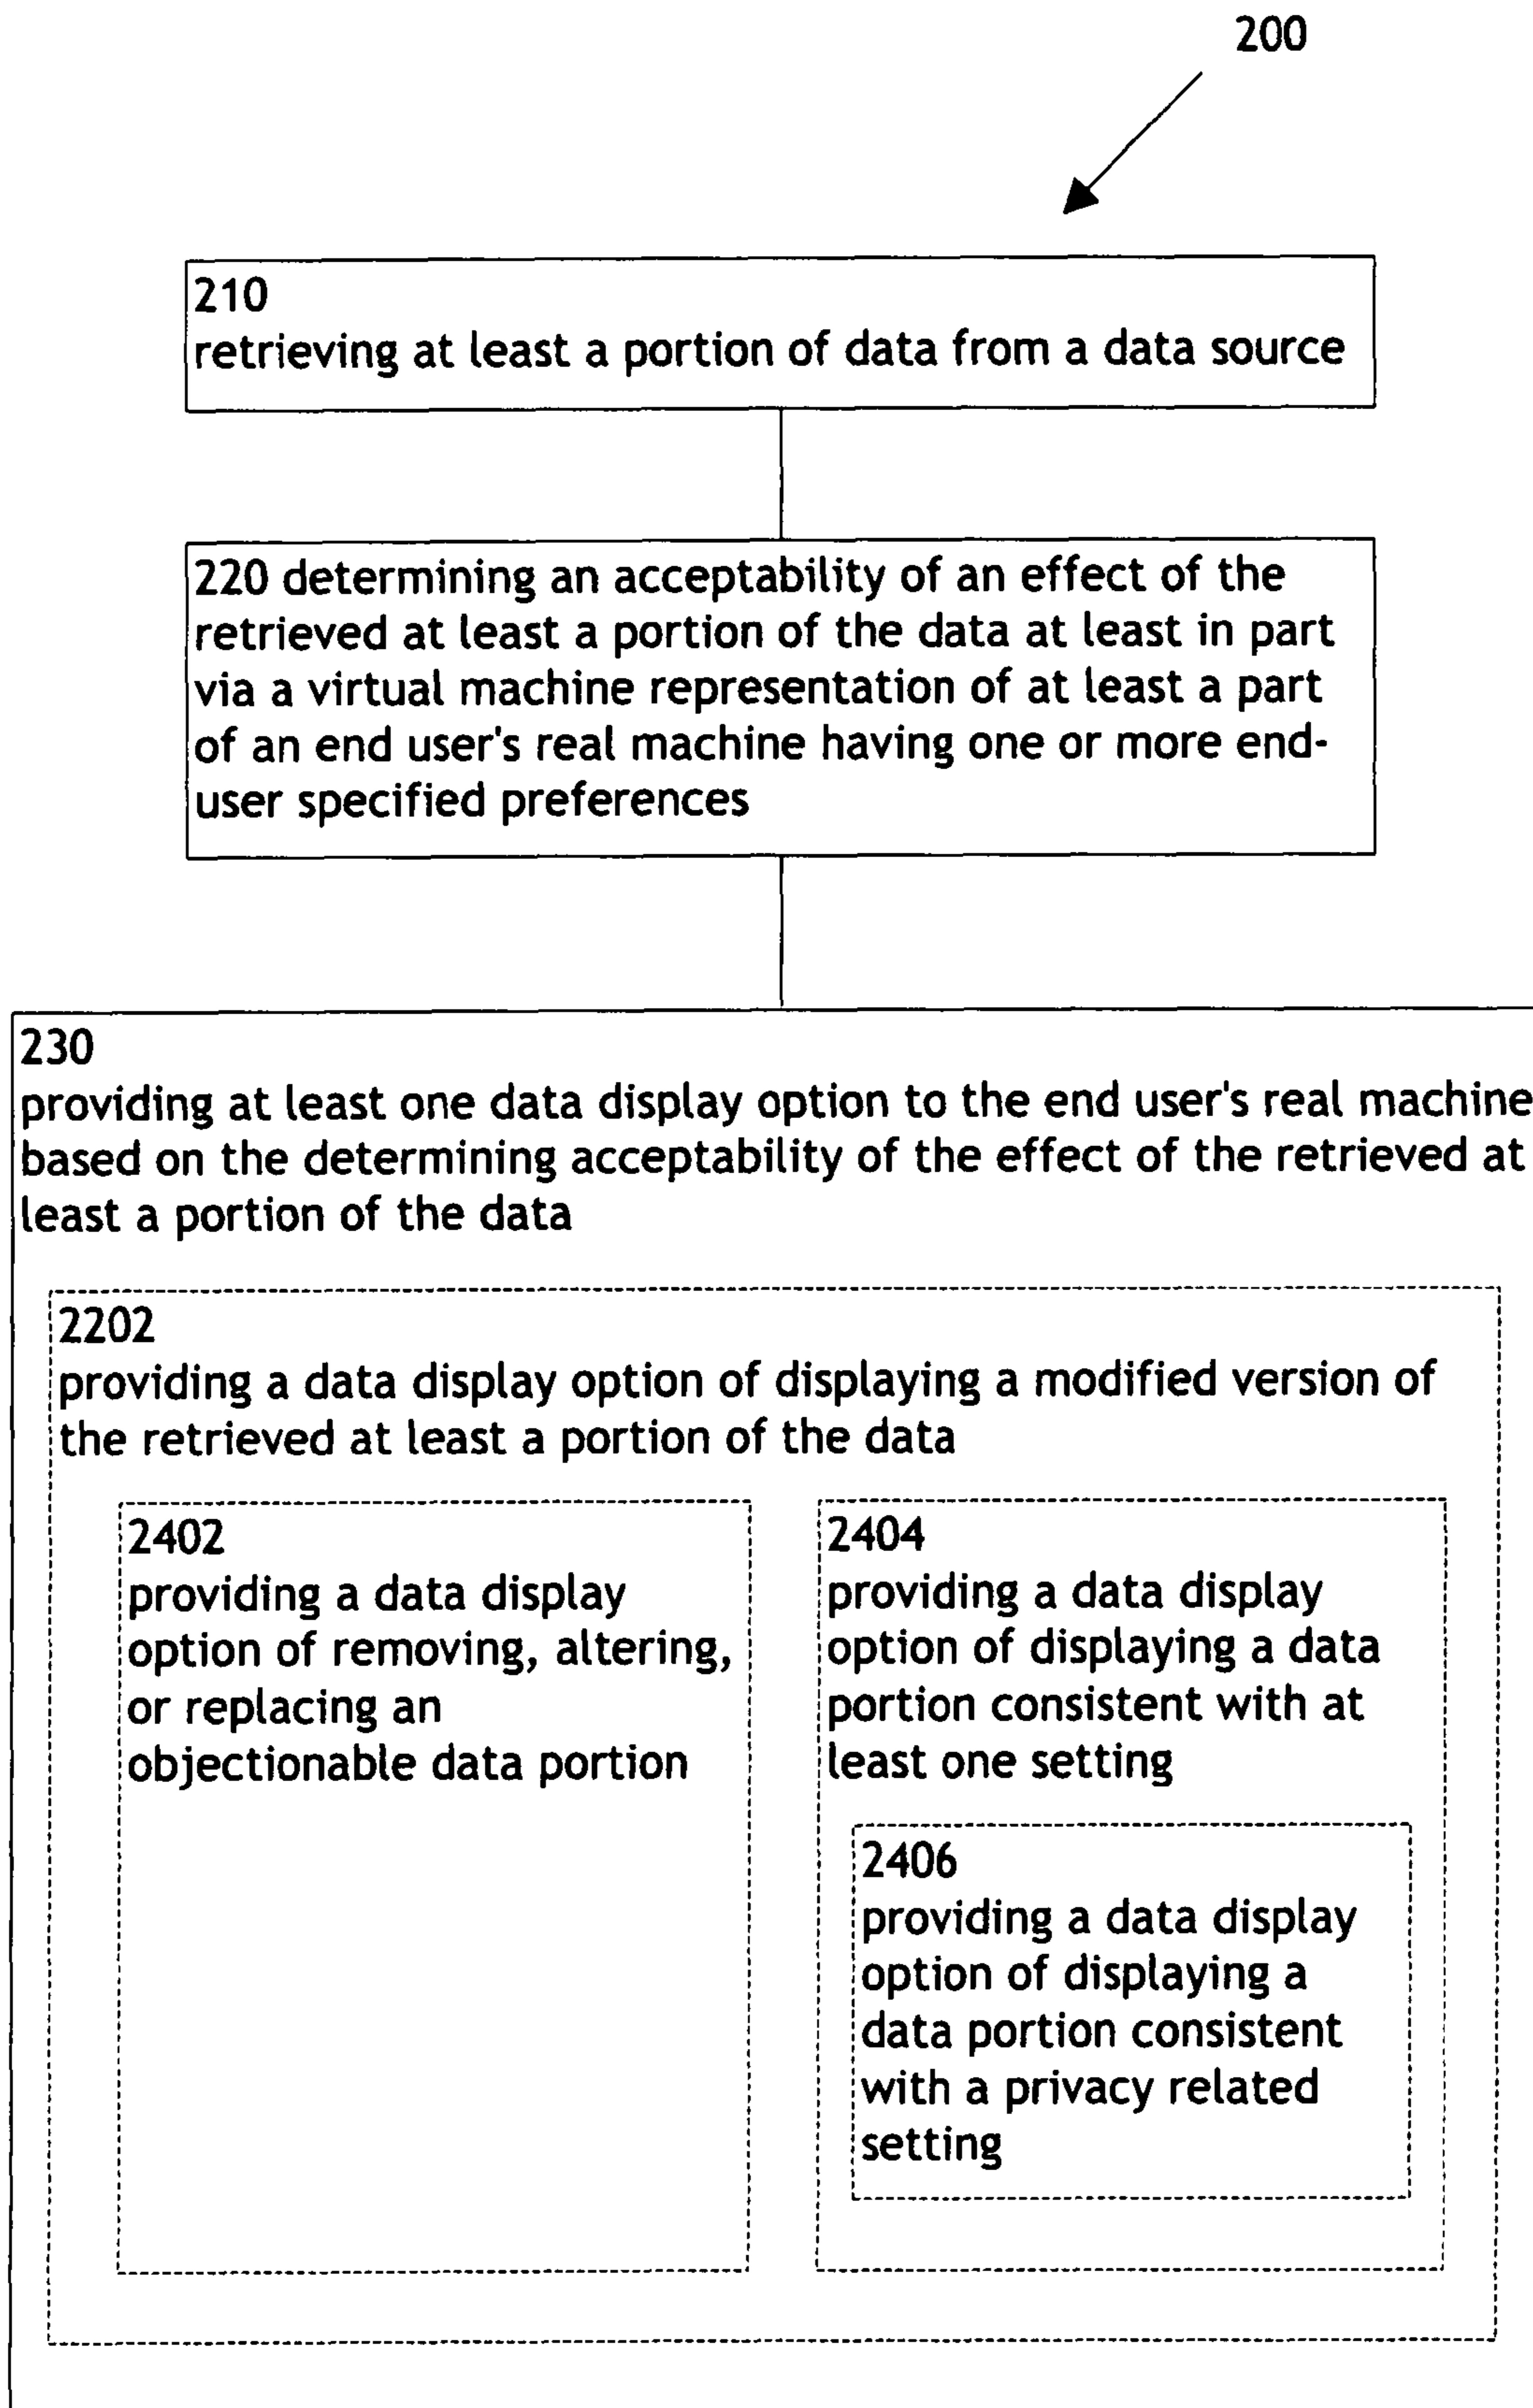 200
210
retrieving at least a portion of data from a data source
220 determining an acceptability of an effect of the
retrieved at least a portion of the data at least in part
via a virtual machine representation of at least a part
of an end user's real machine having one or more end-
user specified preferences
230
providing at least one data display option to the end user's real machine
based on the determining acceptability of the effect of the retrieved at
least a portion of the data
2202
providing a data display option of displaying a modified version of
the retrieved at least a portion of the data
2402
providing a data display
option of removing, altering,
or replacing an
objectionable data portion
2404
providing a data display
option of displaying a data
portion consistent with at
least one setting
2406
providing a data display
option of displaying a
data portion consistent
with a privacy related
setting